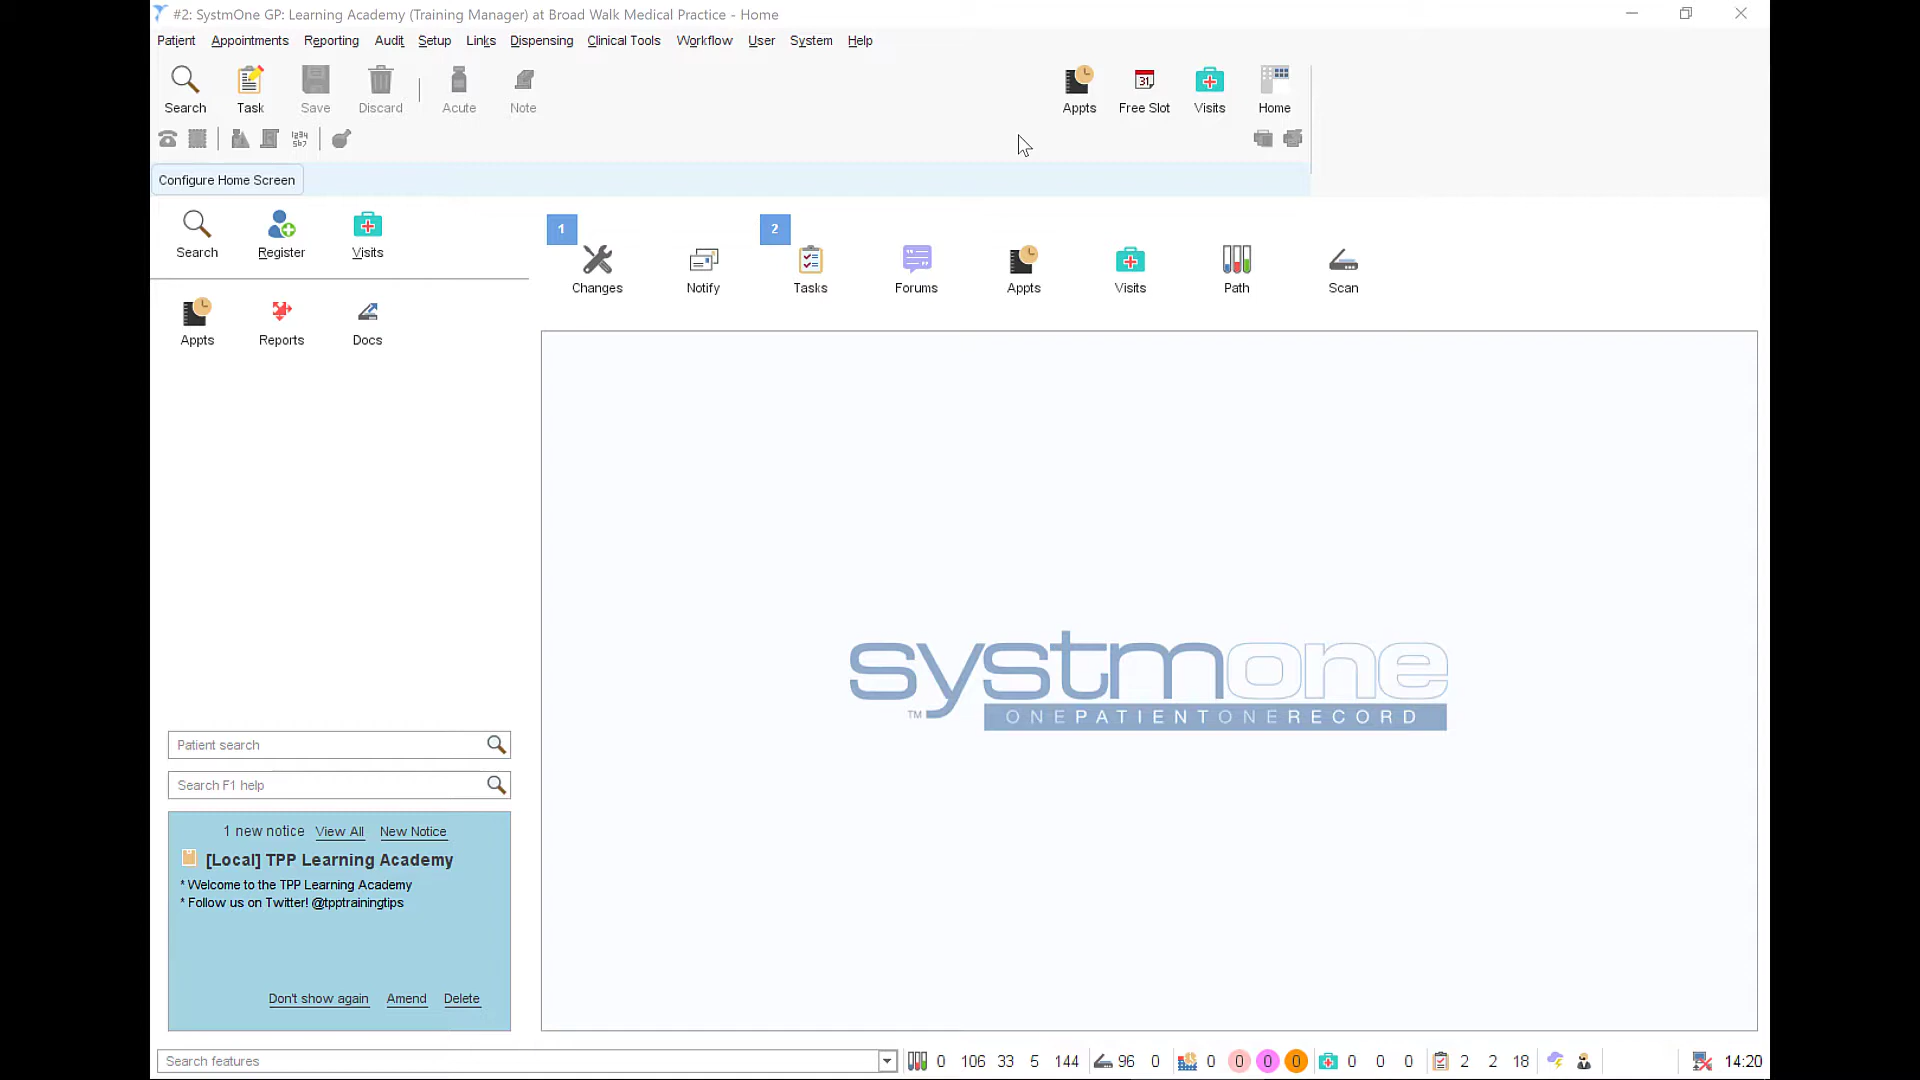 #2: SystmOne GP: Learning Academy (Training Manager) at Broad Walk Medical Practice - Home
Patient Appointments Reporting Audit Setup Links Dispensing Clinical Tools Workflow User System Help
Search Task Save Discard Acute Note Appts Free Slot Visits Home
31
1234
567
Configure Home Screen
Search Register Visits
1 2
Changes Notify Tasks Forums Appts Visits Path Scan
Appts Reports Docs
systmone
TM ONEPATIENTONERECORD
Patient search
Search F1 help
1 new notice View All New Notice
[Local] TPP Learning Academy
* Welcome to the TPP Learning Academy
* Follow us on Twitter! @tpptrainingtips
Don't show again Amend Delete
Search features 0 106 33 5 144 96 0 0 0 0 0 0 0 0 2 2 18 14:20